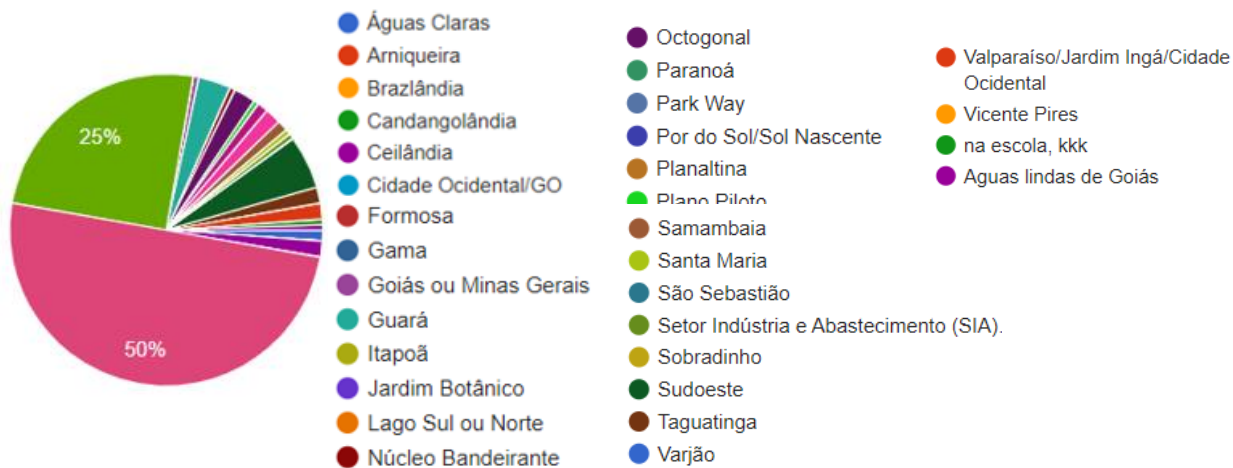 25%
50%
Águas Claras
Arniqueira
Brazlândia
Candangolândia
Ceilândia
Cidade Ocidental/GO
Formosa
Gama
Goiás ou Minas Gerais
Guará
Itapoã
Jardim Botânico
Lago Sul ou Norte
Núcleo Bandeirante
Octogonal
Paranoá
Park Way
Por do Sol/Sol Nascente
Planaltina
Plano Piloto
Samambaia
Santa Maria
São Sebastião
Setor Indústria e Abastecimento (SIA).
Sobradinho
Sudoeste
Taguatinga
Varjão
Valparaíso/Jardim Ingá/Cidade
Ocidental
Vicente Pires
na escola, kkk
Aguas lindas de Goiás